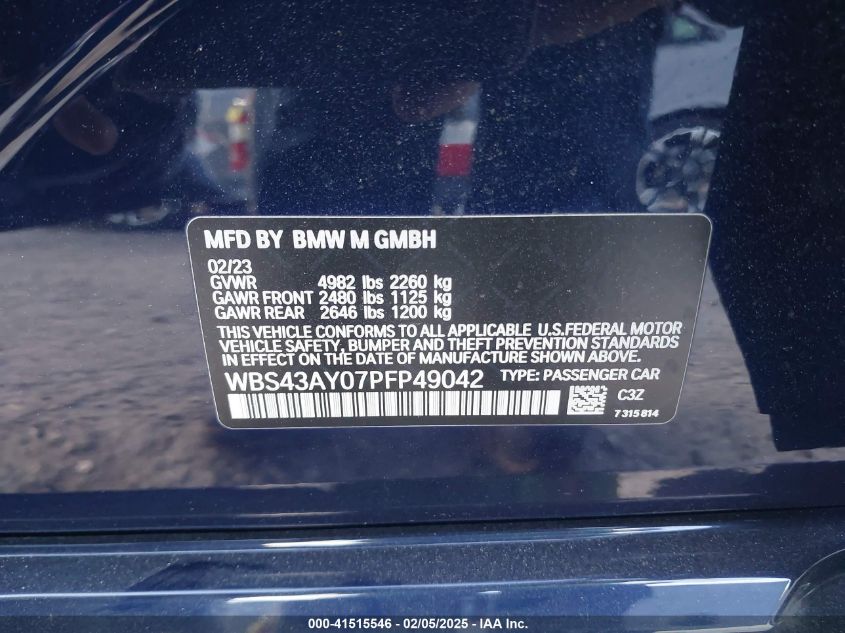 MFD BY BMW M GMBH
02/23
GVWR 4982 lbs 2260 kg
GAWR FRONT 2480 lbs 1125 kg
GAWR REAR 2646 lbs 1200 kg
THIS VEHICLE CONFORMS TO ALL APPLICABLE U.S.FEDERAL MOTOR
VEHICLE SAFETY, BUMPER AND THEFT PREVENTION STANDARDS
IN EFFECT ON THE DATE OF MANUFACTURE SHOWN ABOVE.
WBS43AY07PFP49042 TYPE: PASSENGER CAR
C3Z
7 315 814
000-41515546 - 02/05/2025 - IAA Inc.